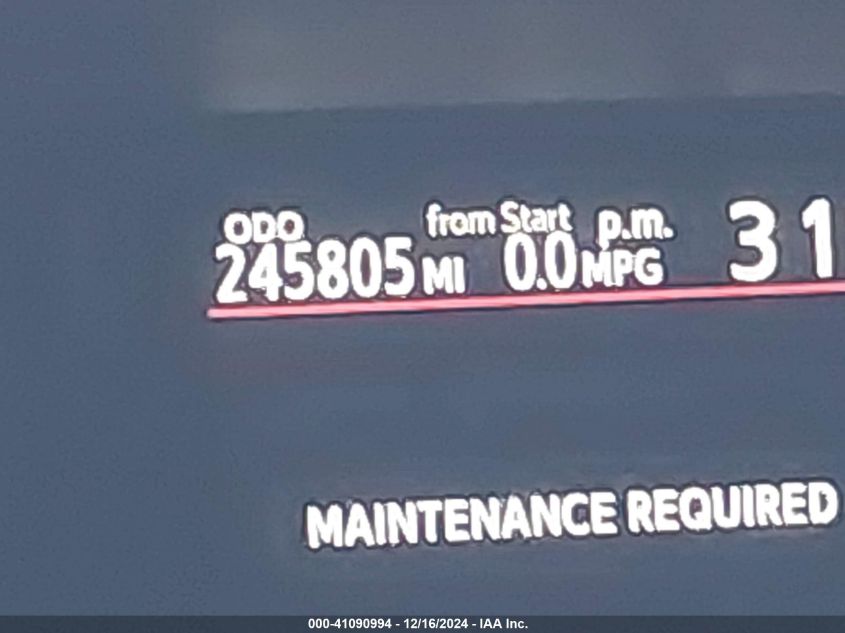 ODO from Start p.m. 31
245805 MI 0.0 MPG
MAINTENANCE REQUIRED
000-41090994 - 12/16/2024 - IAA Inc.